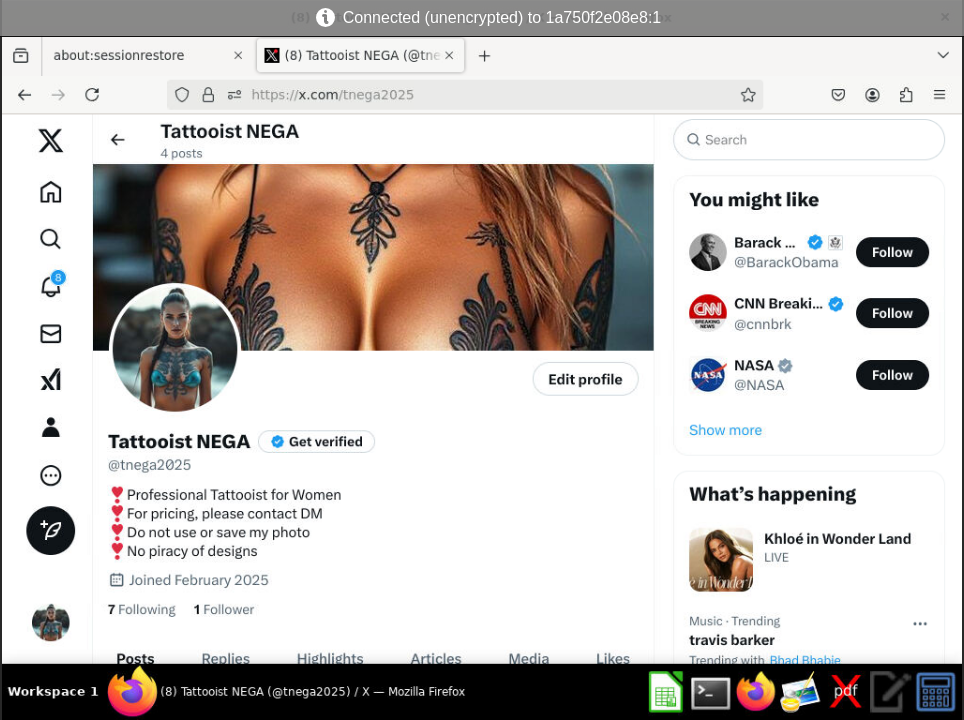 Connected (unencrypted) to 1a750f2e08e8:1
about:sessionrestore
(8) Tattooist NEGA (@tne
https://x.com/tnega2025
Tattooist NEGA
4 posts
Search
You might like
Barack ...
@BarackObama
Follow
CNN
BREAKING NEWS
CNN Breaki...
@cnnbrk
Follow
NASA
NASA
@NASA
Follow
Show more
8
Edit profile
Tattooist NEGA
Get verified
@tnega2025
❣️Professional Tattooist for Women
❣️For pricing, please contact DM
❣️Do not use or save my photo
❣️No piracy of designs
Joined February 2025
7 Following 1 Follower
Posts Replies Highlights Articles Media Likes
What's happening
Khloé in Wonder Land
LIVE
Music · Trending
travis barker
Trending with Bhad Bhabie
Workspace 1
(8) Tattooist NEGA (@tnega2025) / X — Mozilla Firefox
pdf